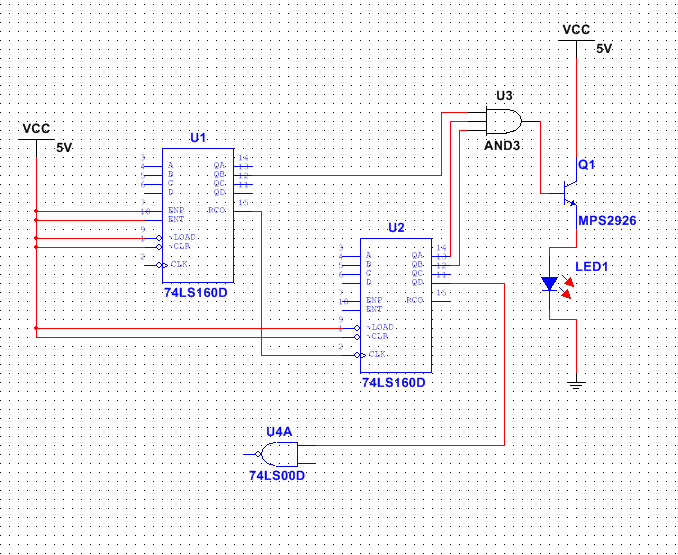 VCC
5V
U3
AND3
VCC
5V
U1
3 A QA 14
4 B QB 13
5 C QC 12
6 D QD 11
7 ENP RCO 15
10 ENT
9 ~LOAD
1 ~CLR
2 CLK
74LS160D
Q1
MPS2926
U2
3 A QA 14
4 B QB 13
5 C QC 12
6 D QD 11
7 ENP RCO 15
10 ENT
9 ~LOAD
1 ~CLR
2 CLK
74LS160D
LED1
U4A
74LS00D